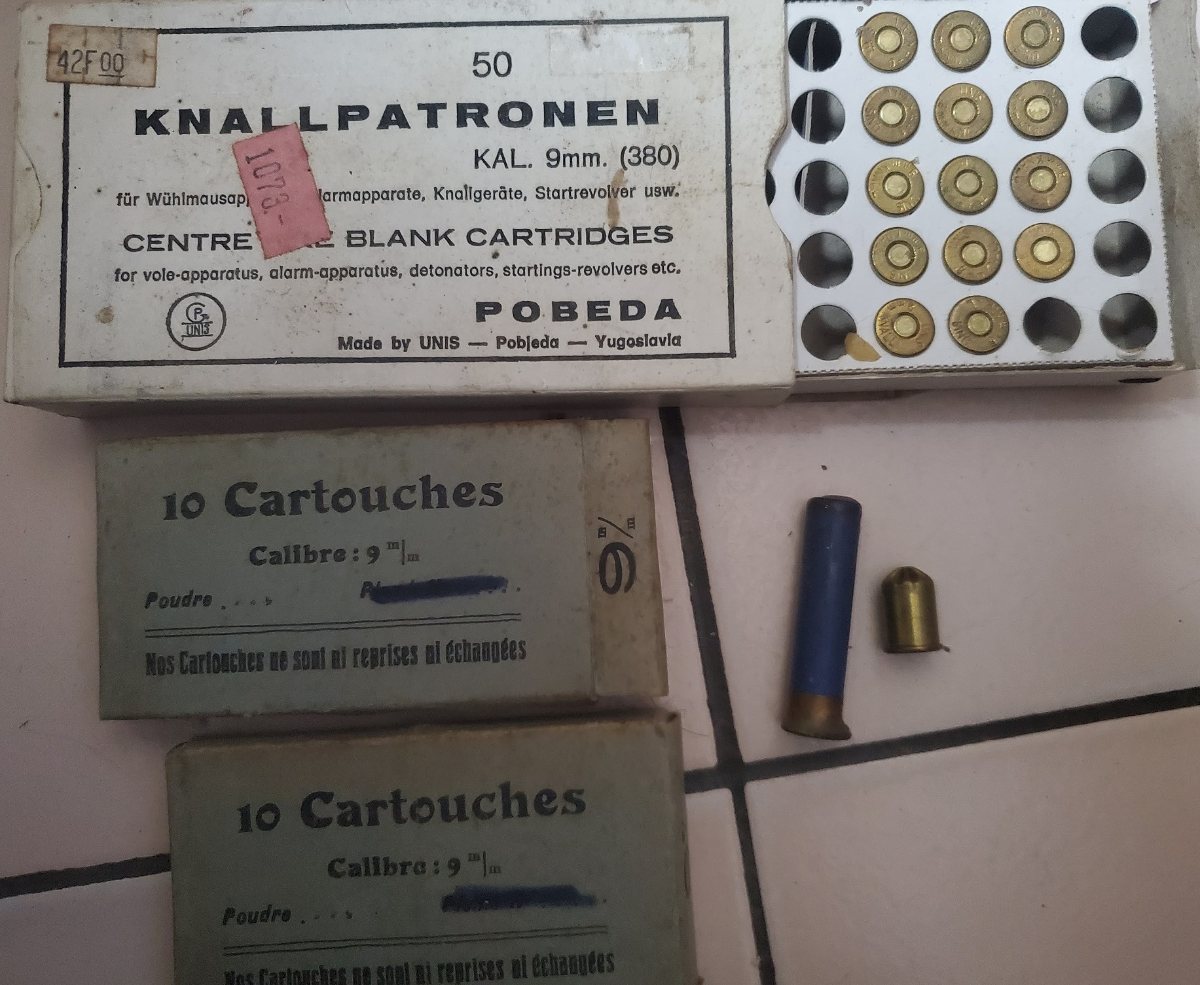 42F00
50
KNALLPATRONEN
1073.-
KAL. 9mm. (380)
für Wühlmausap armapparate, Knallgeräte, Startrevolver usw.
CENTRE RE BLANK CARTRIDGES
for vole-apparatus, alarm-apparatus, detonators, startings-revolvers etc.
UNIS
POBEDA
Made by UNIS — Pobjeda — Yugoslavia
10 Cartouches
Calibre : 9 m/m
9 m/m
Poudre . . . .
Nos Cartouches ne sont ni reprises ni échangées
10 Cartouches
Calibre : 9 m/m
Poudre . . . .
Nos Cartouches ne sont ni reprises ni échangées